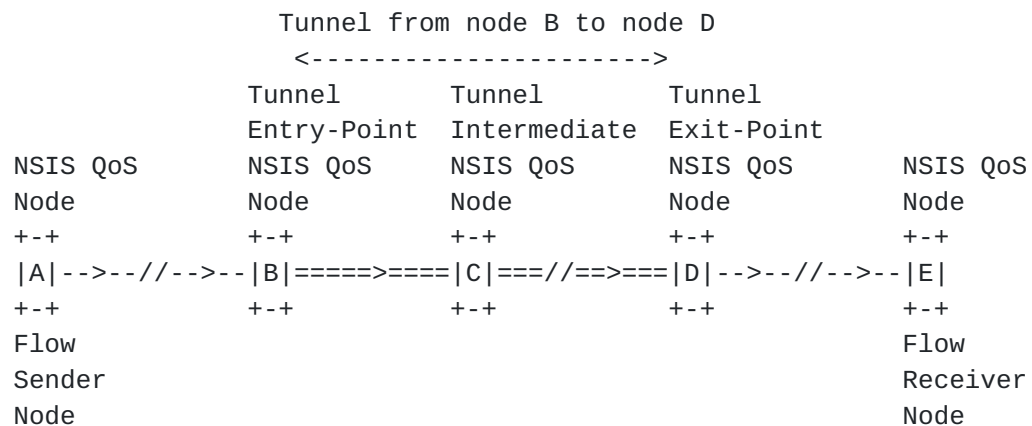 Tunnel from node B to node D
                  <---------------------->
               Tunnel       Tunnel        Tunnel
               Entry-Point  Intermediate  Exit-Point
NSIS QoS       NSIS QoS     NSIS QoS      NSIS QoS       NSIS QoS
Node           Node         Node          Node           Node
+-+            +-+          +-+           +-+            +-+
|A|-->--//-->--|B|=====>====|C|===//==>===|D|-->--//-->--|E|
+-+            +-+          +-+           +-+            +-+
Flow                                                     Flow
Sender                                                   Receiver
Node                                                     Node